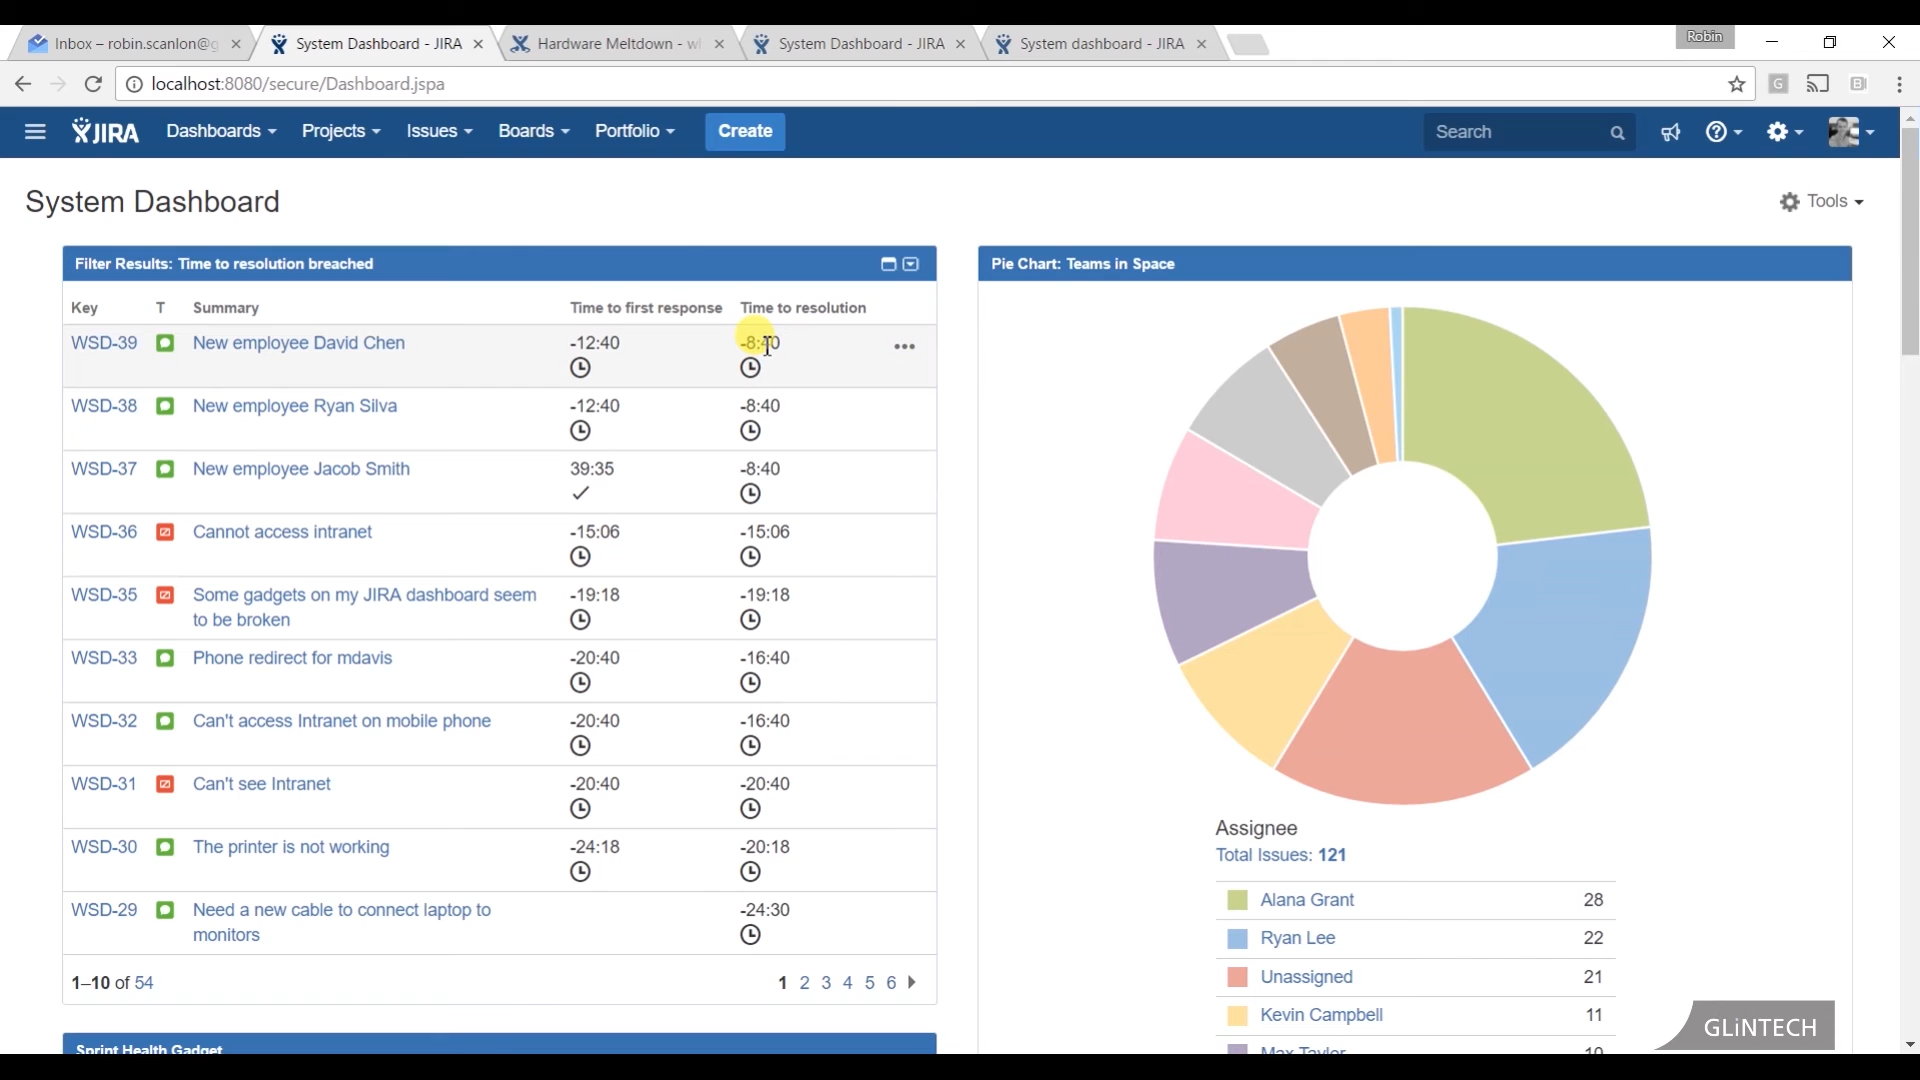 Robin
Inbox – robin.scanlon@g
System Dashboard - JIRA
Hardware Meltdown - w
System Dashboard - JIRA
System dashboard - JIRA
localhost:8080/secure/Dashboard.jspa
JIRA
Dashboards
Projects
Issues
Boards
Portfolio
Create
Search
System Dashboard
Tools
Filter Results: Time to resolution breached
Key T Summary Time to first response Time to resolution
WSD-39 New employee David Chen -12:40 -8:40
WSD-38 New employee Ryan Silva -12:40 -8:40
WSD-37 New employee Jacob Smith 39:35 -8:40
WSD-36 Cannot access intranet -15:06 -15:06
WSD-35 Some gadgets on my JIRA dashboard seem -19:18 -19:18
to be broken
WSD-33 Phone redirect for mdavis -20:40 -16:40
WSD-32 Can't access Intranet on mobile phone -20:40 -16:40
WSD-31 Can't see Intranet -20:40 -20:40
WSD-30 The printer is not working -24:18 -20:18
WSD-29 Need a new cable to connect laptop to -24:30
monitors
1–10 of 54
1 2 3 4 5 6
Sprint Health Gadget
Pie Chart: Teams in Space
Assignee
Total Issues: 121
Alana Grant 28
Ryan Lee 22
Unassigned 21
Kevin Campbell 11
Max Taylor 10
GLiNTECH